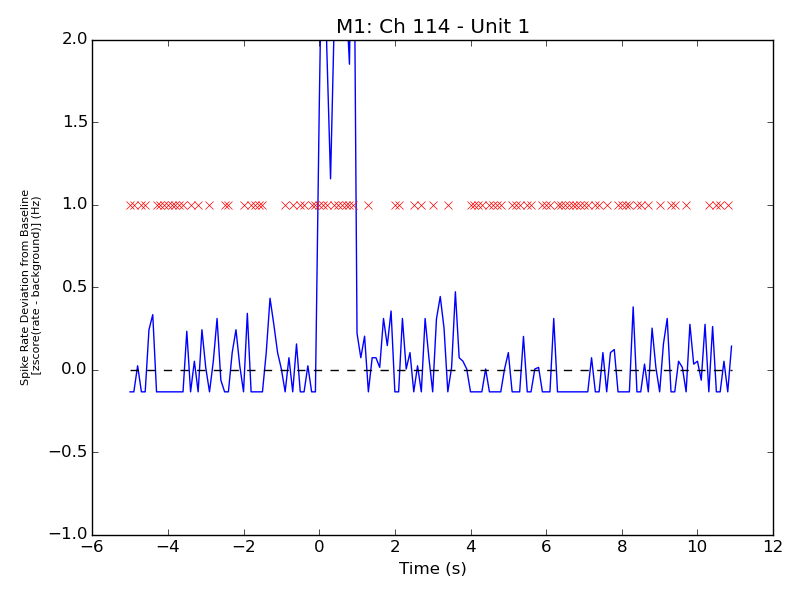 M1: Ch 114 - Unit 1
2.0
1.5
1.0
0.5
0.0
−0.5
−1.0
Spike Rate Deviation from Baseline
[zscore(rate - background)] (Hz)
−6 −4 −2 0 2 4 6 8 10 12
Time (s)